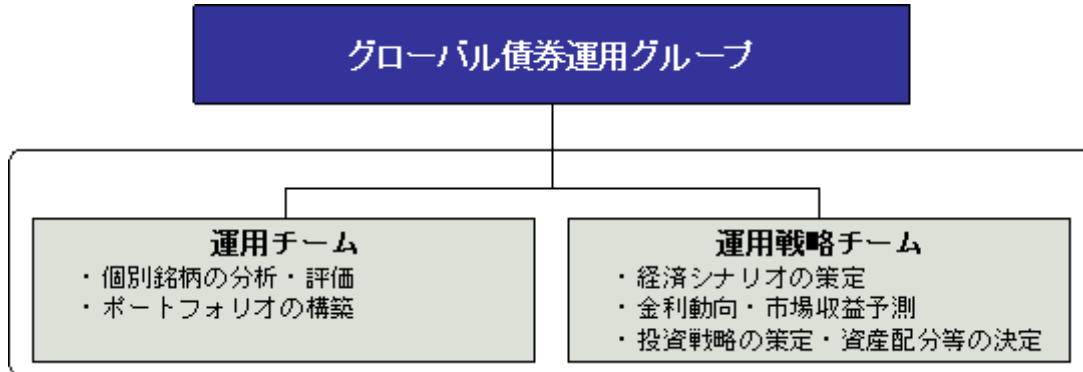 グローバル債券運用グループ
運用チーム
・個別銘柄の分析・評価
・ポートフォリオの構築
運用戦略チーム
・経済シナリオの策定
・金利動向・市場収益予測
・投資戦略の策定・資産配分等の決定